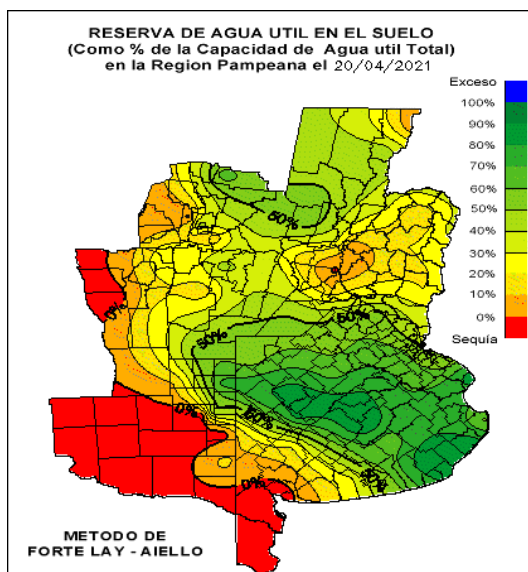 RESERVA DE AGUA UTIL EN EL SUELO
(Como % de la Capacidad de Agua util Total)
en la Region Pampeana el 20/04/2021
Exceso
100%
90%
80%
70%
60%
50%
40%
30%
20%
10%
0%
Sequía
50%
0%
50%
50%
0%
50%
50%
0%
METODO DE
FORTE LAY - AIELLO